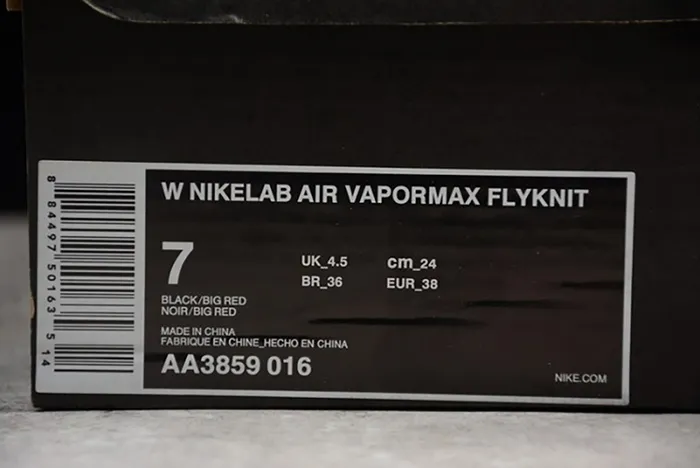 W NIKELAB AIR VAPORMAX FLYKNIT
7
UK_4.5 cm_24
BR_36 EUR_38
BLACK/BIG RED
NOIR/BIG RED
MADE IN CHINA
FABRIQUE EN CHINE_HECHO EN CHINA
AA3859 016
NIKE.COM
8 84497 50163 5 14